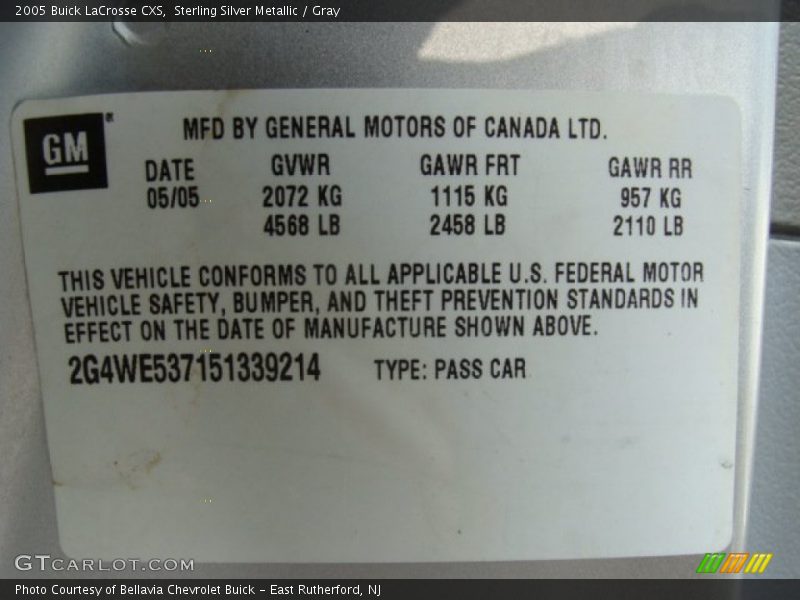 2005 Buick LaCrosse CXS, Sterling Silver Metallic / Gray
GM®
MFD BY GENERAL MOTORS OF CANADA LTD.
DATE GVWR GAWR FRT GAWR RR
05/05 2072 KG 1115 KG 957 KG
4568 LB 2458 LB 2110 LB
THIS VEHICLE CONFORMS TO ALL APPLICABLE U.S. FEDERAL MOTOR
VEHICLE SAFETY, BUMPER, AND THEFT PREVENTION STANDARDS IN
EFFECT ON THE DATE OF MANUFACTURE SHOWN ABOVE.
2G4WE537151339214 TYPE: PASS CAR
GTCARLOT.COM
Photo Courtesy of Bellavia Chevrolet Buick - East Rutherford, NJ